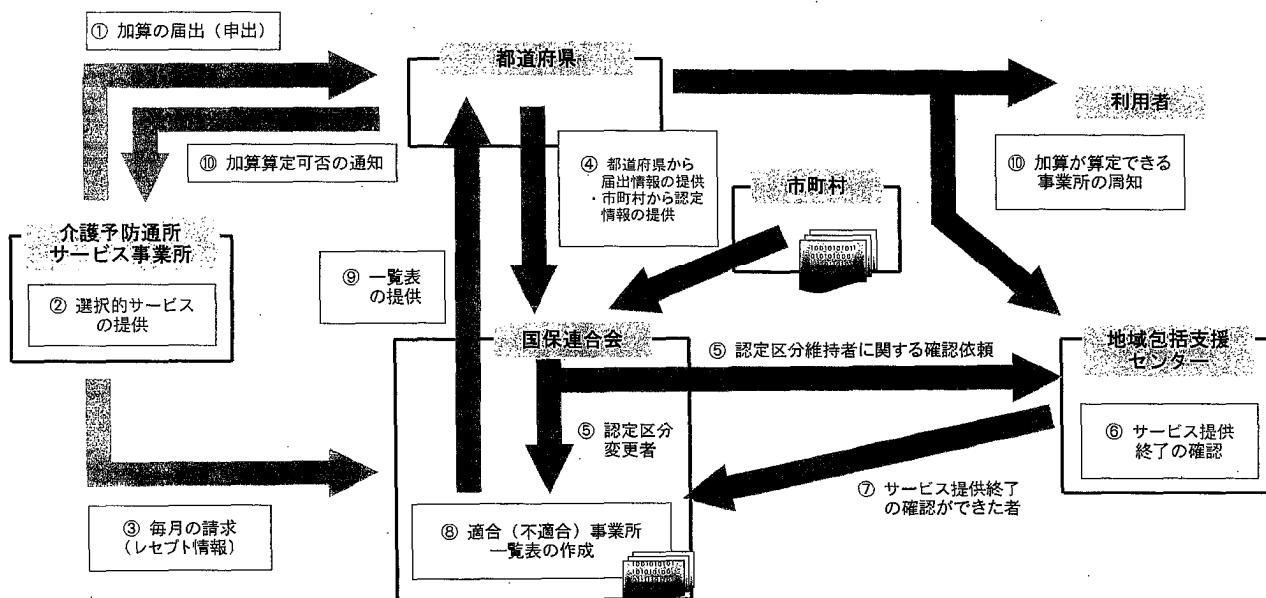 ① 加算の届出（申出）
都道府県
利用者
⑩ 加算算定可否の通知
④ 都道府県から
届出情報の提供
・市町村から認定
情報の提供
市町村
⑩ 加算が算定できる
事業所の周知
介護予防通所
サービス事業所
② 選択的サービス
の提供
⑨ 一覧表
の提供
国保連合会
⑤ 認定区分維持者に関する確認依頼
地域包括支援
センター
⑤ 認定区分
変更者
⑥ サービス提供
終了の確認
⑦ サービス提供終了
の確認ができた者
③ 毎月の請求
（レセプト情報）
⑧ 適合（不適合）事業所
一覧表の作成